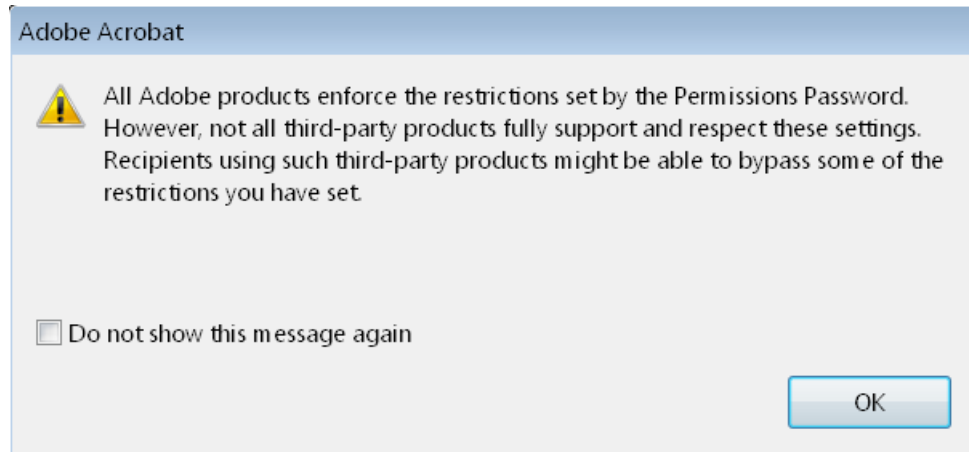 Adobe Acrobat
All Adobe products enforce the restrictions set by the Permissions Password.
However, not all third-party products fully support and respect these settings.
Recipients using such third-party products might be able to bypass some of the
restrictions you have set.
Do not show this message again
OK